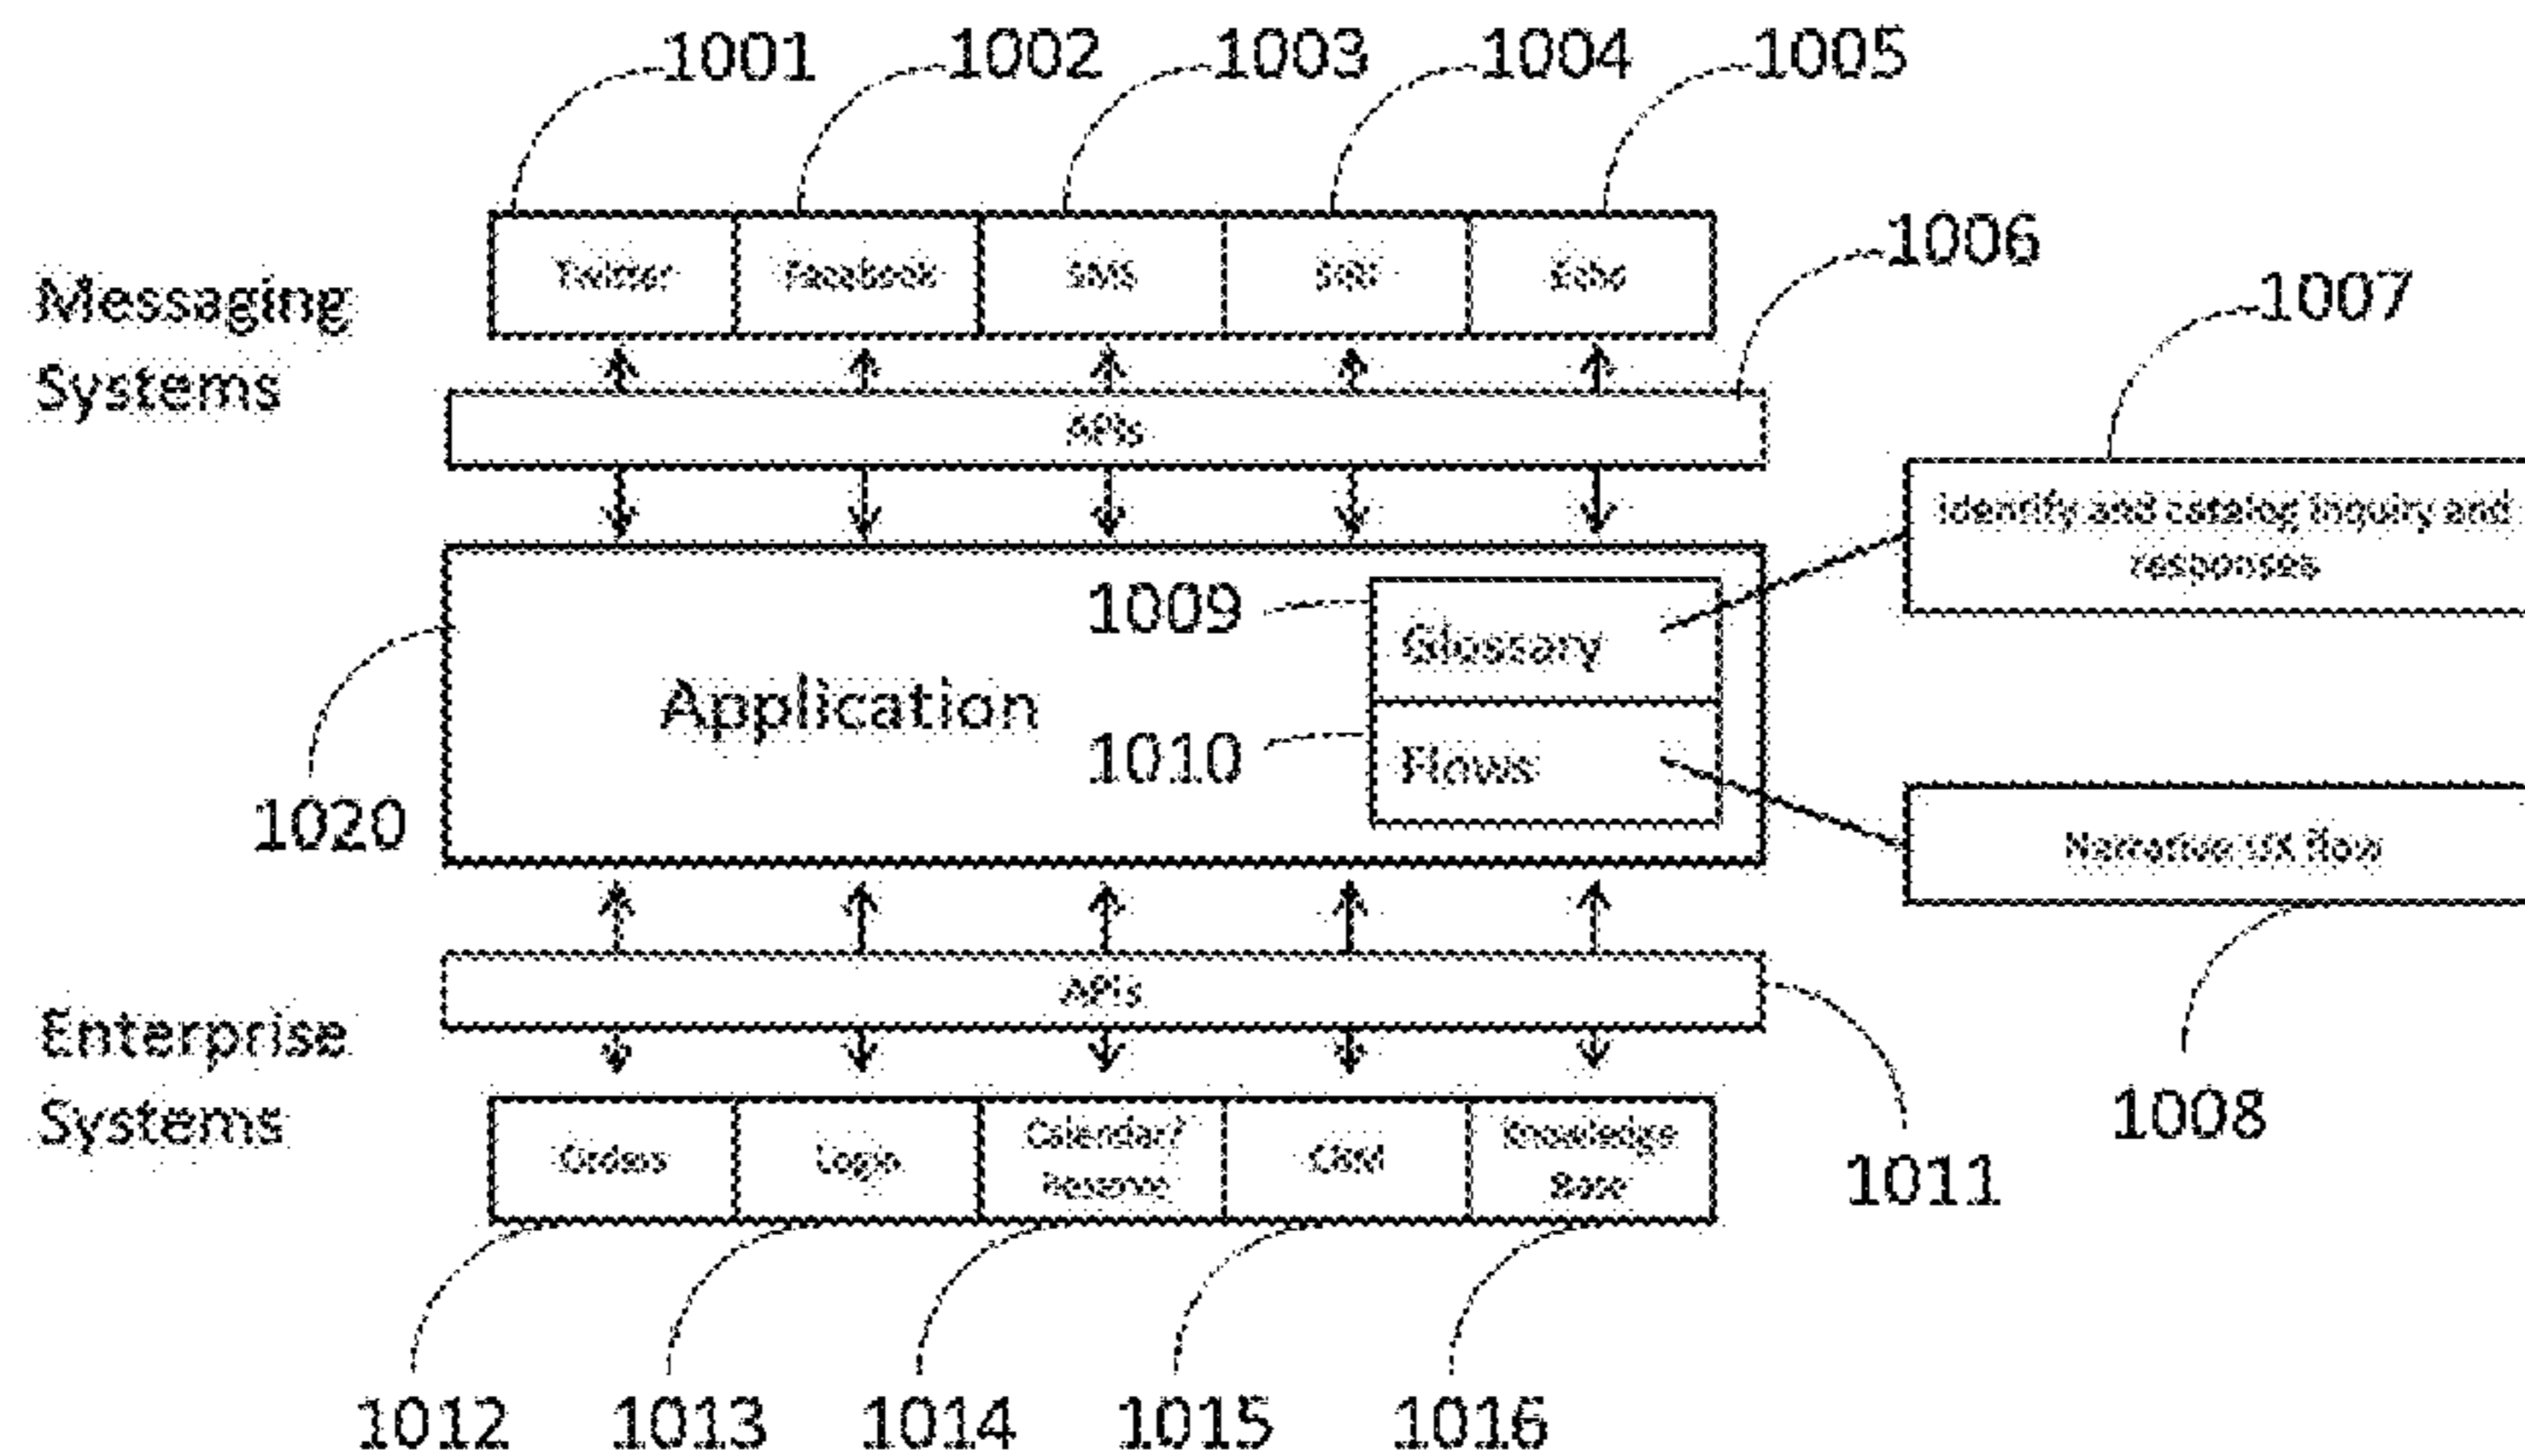 1001
1002
1003
1004
1005
Messaging
Systems
Twitter
Facebook
SMS
Siri
Echo
1006
APIs
1007
Identify and catalog inquiry and
responses
1009
Glossary
Application
1010
Flows
1020
Narrative UX flow
1008
Enterprise
Systems
APIs
1011
Orders
Login
Calendar/
Reserve
CRM
Knowledge
Base
1012
1013
1014
1015
1016